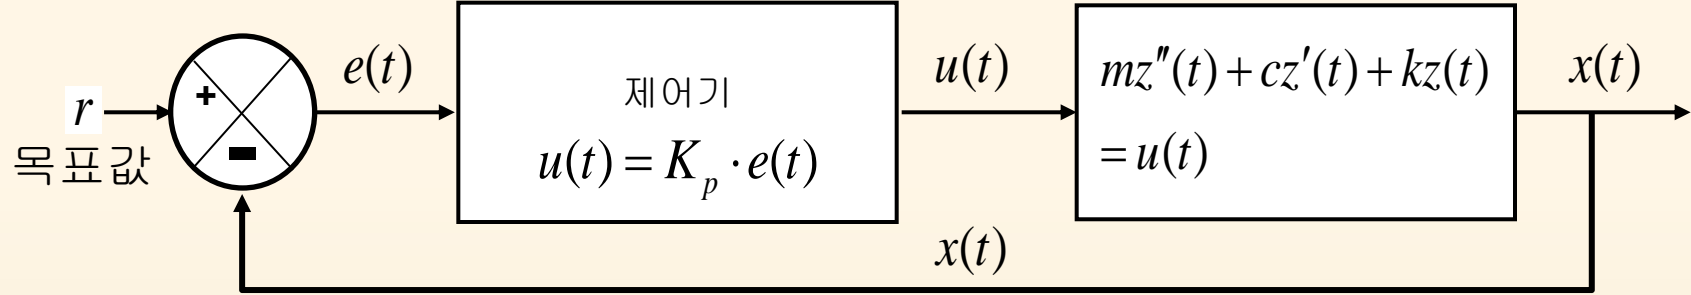 r
목표값
+
-
e(t)
제어기
u(t) = K_p · e(t)
u(t)
mz″(t) + cz′(t) + kz(t)
= u(t)
x(t)
x(t)